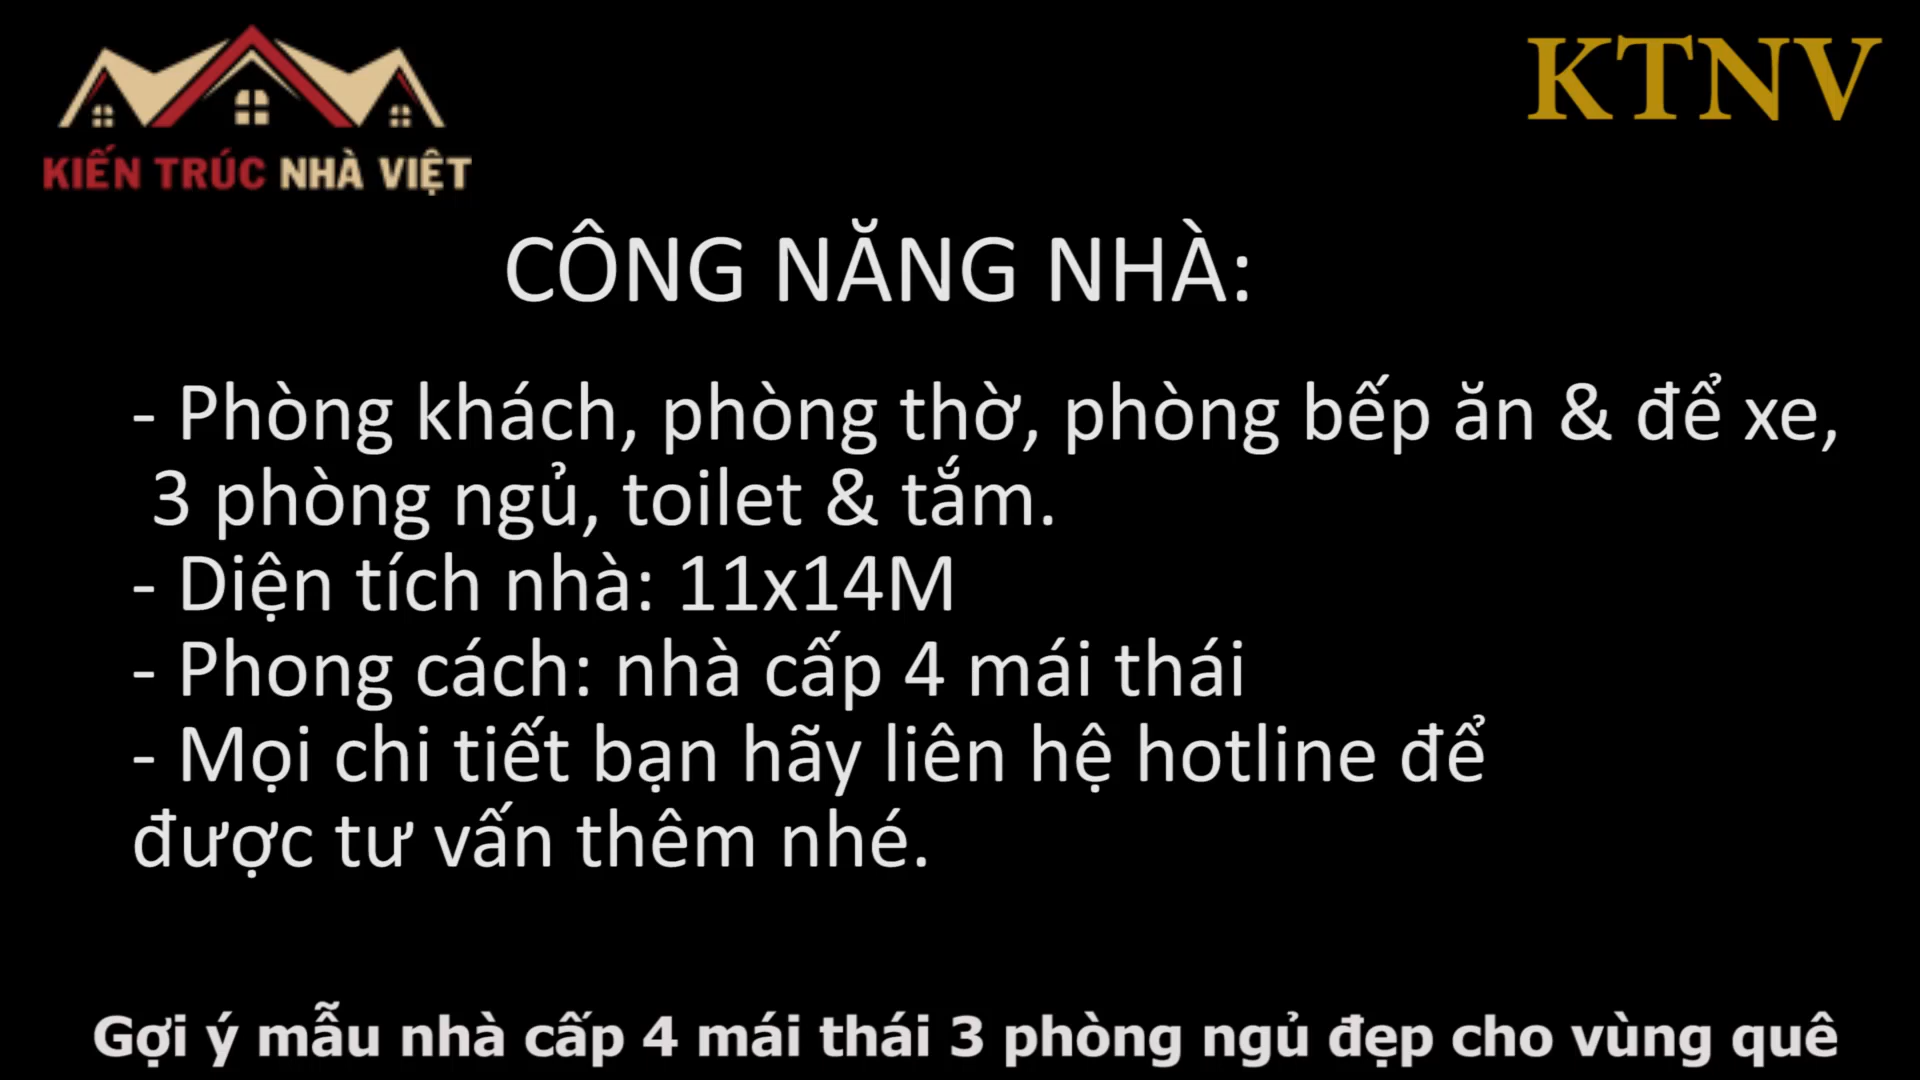 KIẾN TRÚC NHÀ VIỆT
KTNV
CÔNG NĂNG NHÀ:
- Phòng khách, phòng thờ, phòng bếp ăn & để xe,
3 phòng ngủ, toilet & tắm.
- Diện tích nhà: 11x14M
- Phong cách: nhà cấp 4 mái thái
- Mọi chi tiết bạn hãy liên hệ hotline để
được tư vấn thêm nhé.
Gợi ý mẫu nhà cấp 4 mái thái 3 phòng ngủ đẹp cho vùng quê